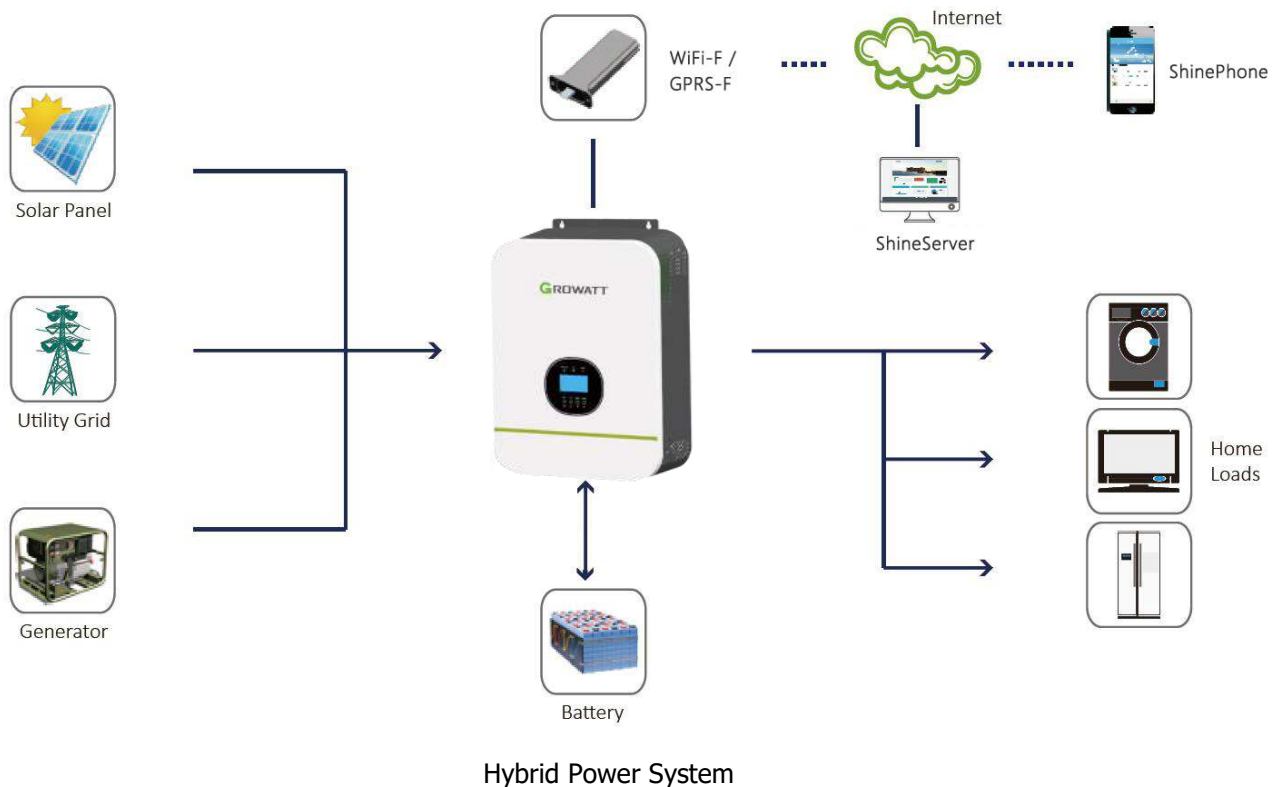 Internet
WiFi-F /
GPRS-F
ShinePhone
Solar Panel
ShineServer
GROWATT
Utility Grid
Home
Loads
Generator
Battery
Hybrid Power System